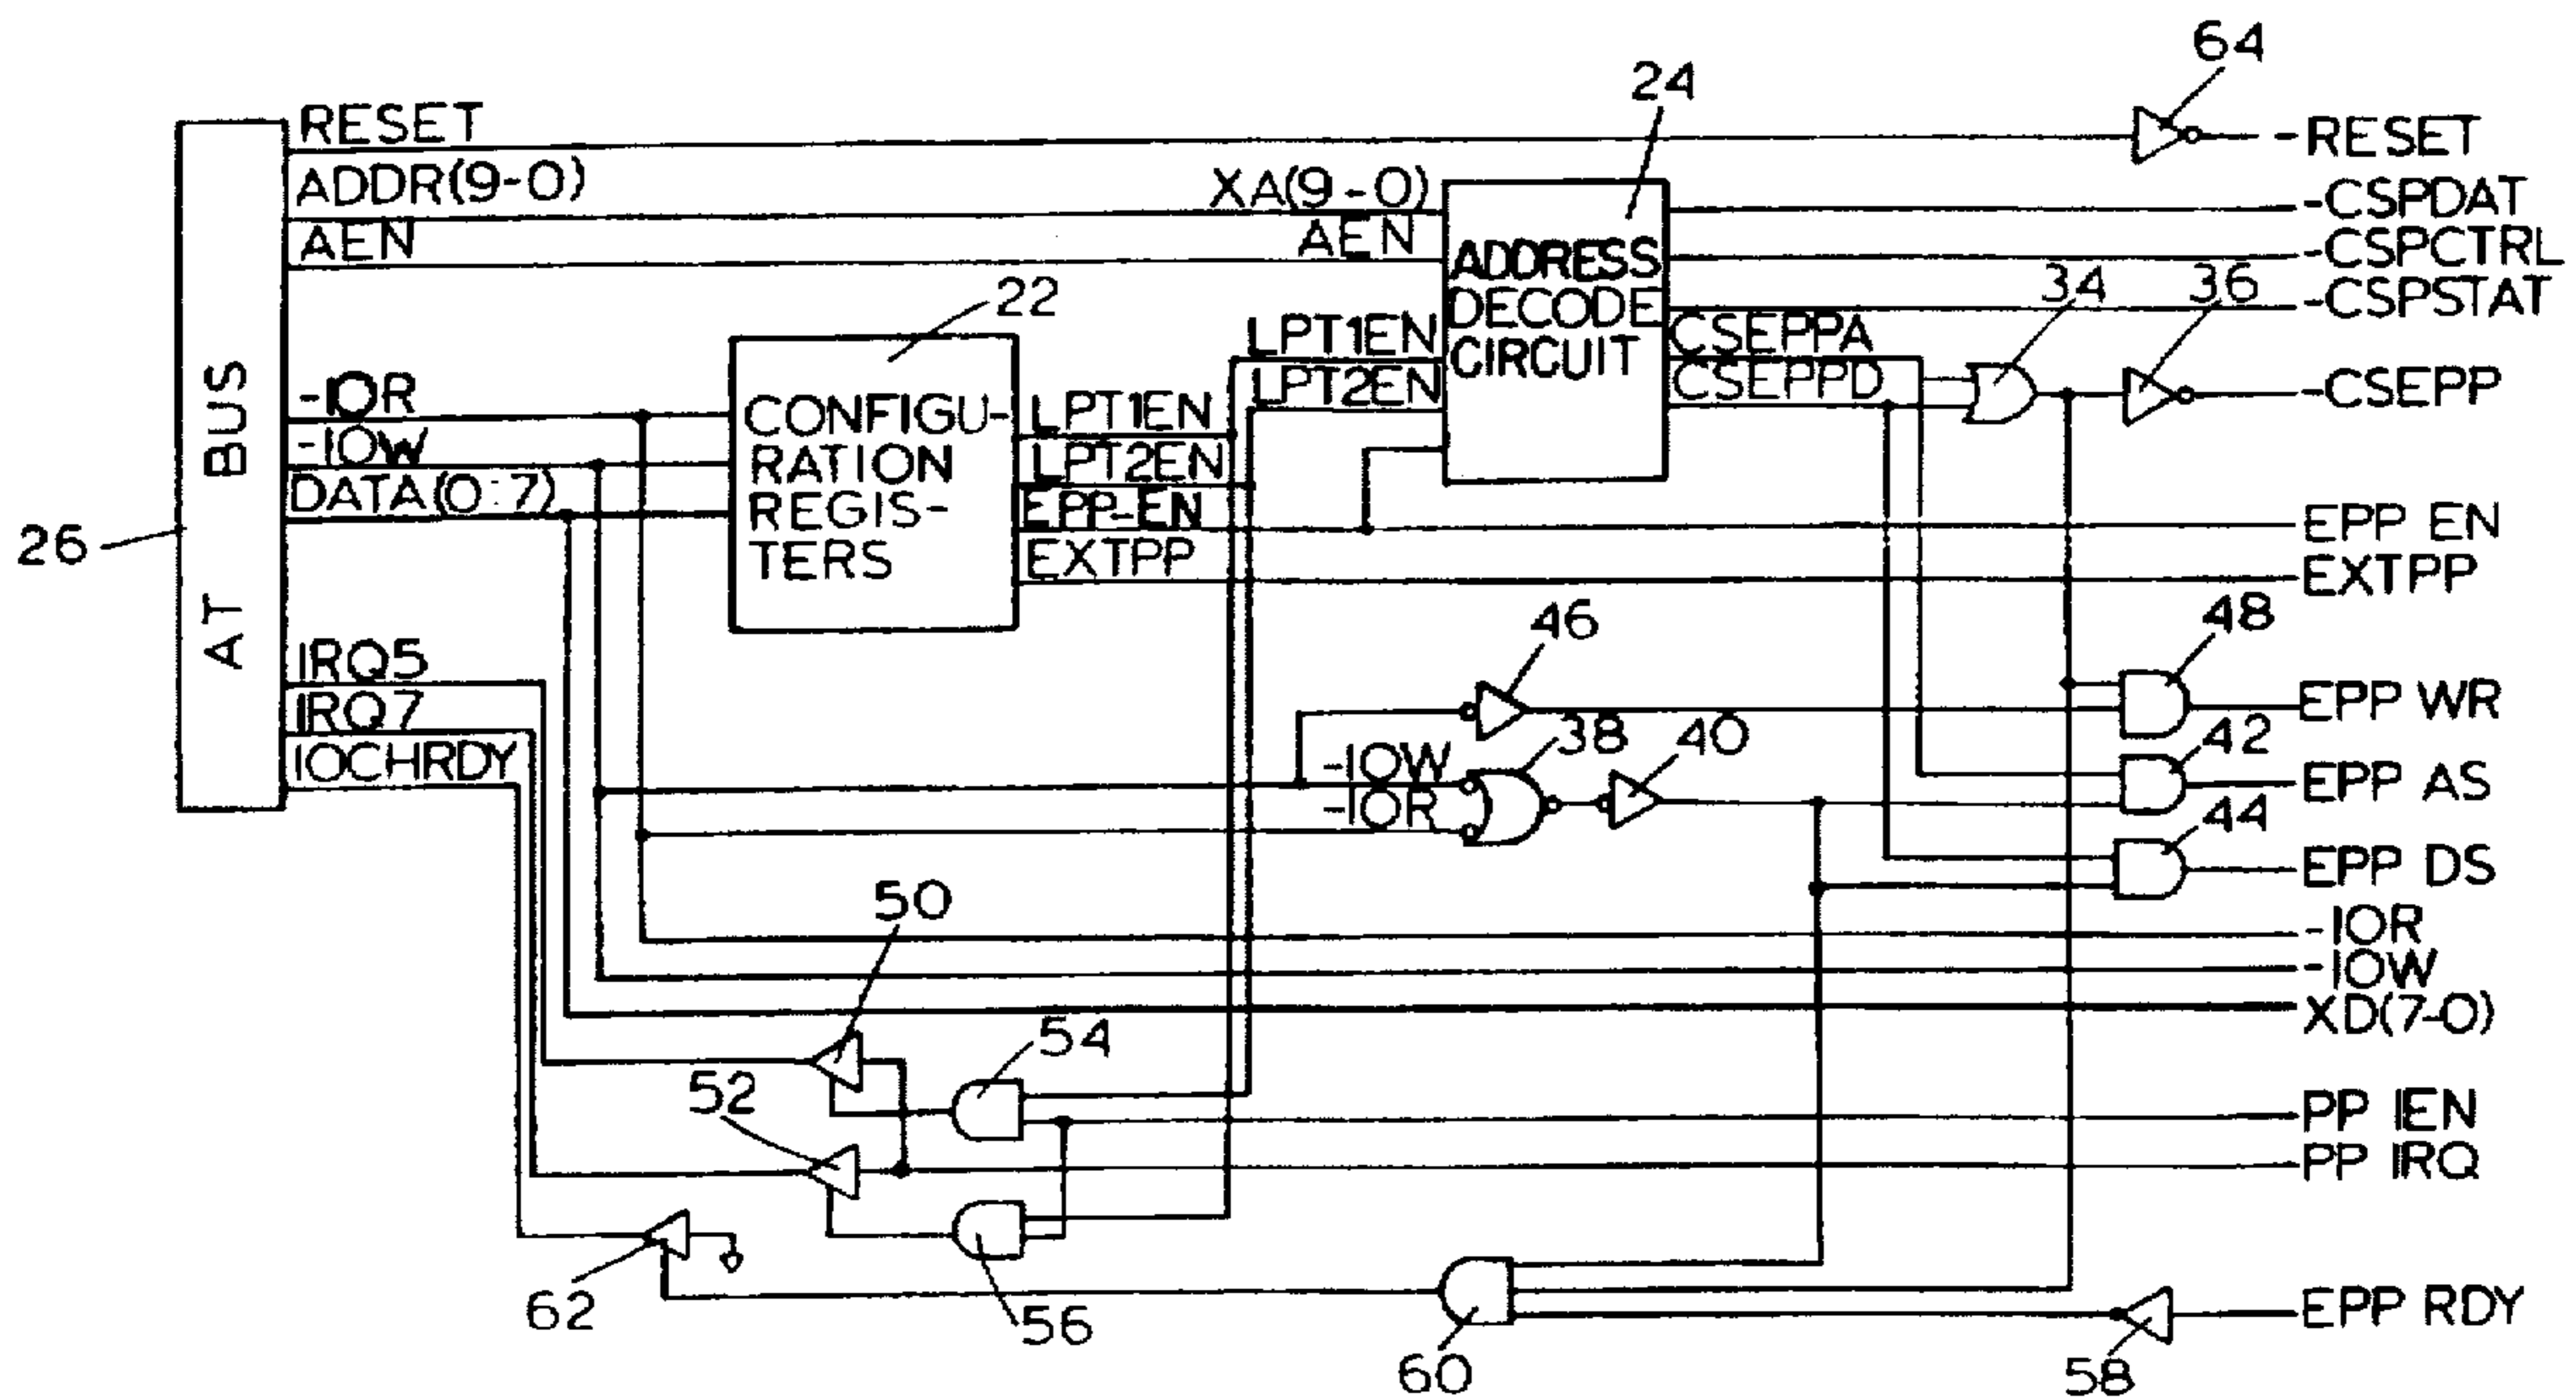 64
24
RESET
-RESET
ADDR(9-0)
XA(9-0)
-CSPDAT
AEN
AEN
-CSPCTRL
ADDRESS
DECODE
CIRCUIT
34
36
-CSPSTAT
22
LPT1EN
CSEPPA
LPT2EN
CSEPPD
-CSEPP
-IOR
-IOW
DATA(0:7)
CONFIGU-
RATION
REGIS-
TERS
LPT1EN
LPT2EN
EPP-EN
EXTPP
EPP EN
EXTPP
26
AT BUS
46
48
IRQ5
IRQ7
IOCHRDY
EPP WR
38
40
42
-IOW
-IOR
EPP AS
44
EPP DS
50
-IOR
-IOW
XD(7-0)
54
52
PP IEN
PP IRQ
62
56
60
EPP RDY
58